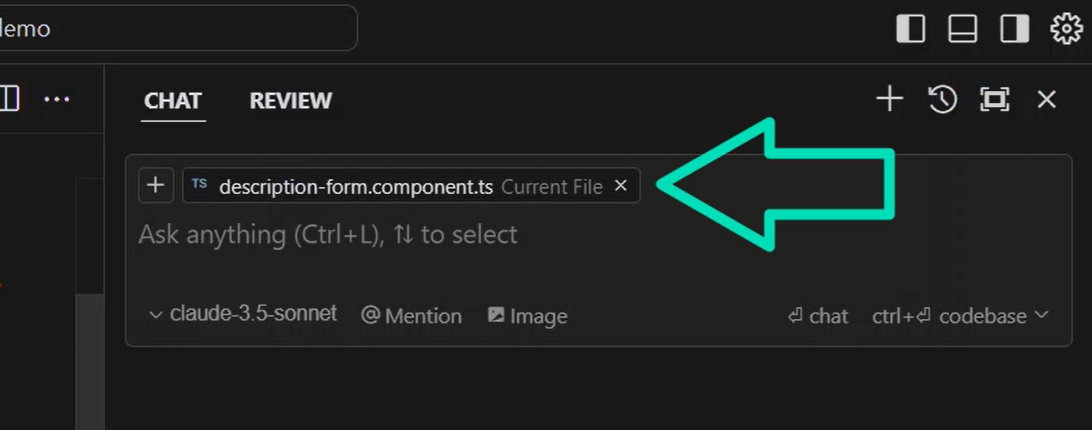 demo
CHAT REVIEW
TS description-form.component.ts Current File
Ask anything (Ctrl+L), ⇅ to select
claude-3.5-sonnet @ Mention Image ⏎ chat ctrl+⏎ codebase